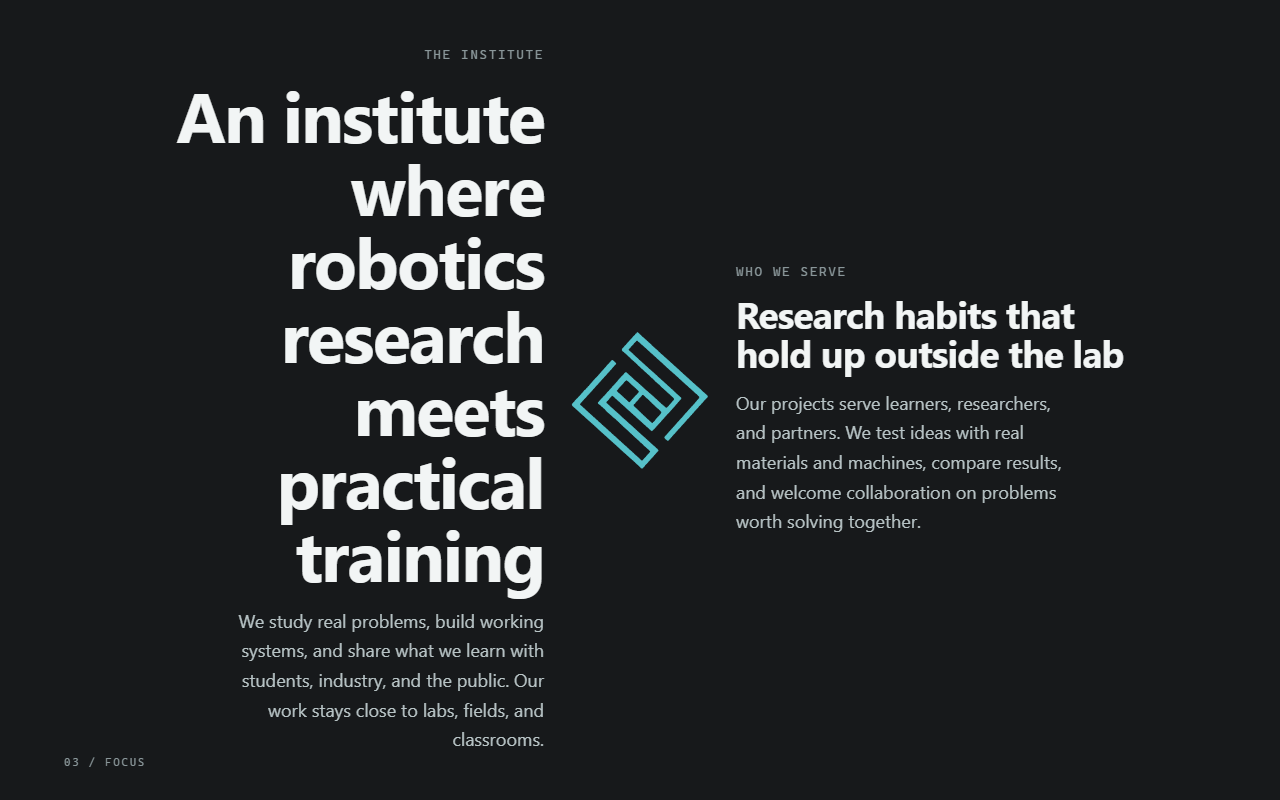 THE INSTITUTE
An institute
where
robotics
research
meets
practical
training
We study real problems, build working
systems, and share what we learn with
students, industry, and the public. Our
work stays close to labs, fields, and
classrooms.
WHO WE SERVE
Research habits that
hold up outside the lab
Our projects serve learners, researchers,
and partners. We test ideas with real
materials and machines, compare results,
and welcome collaboration on problems
worth solving together.
03 / FOCUS